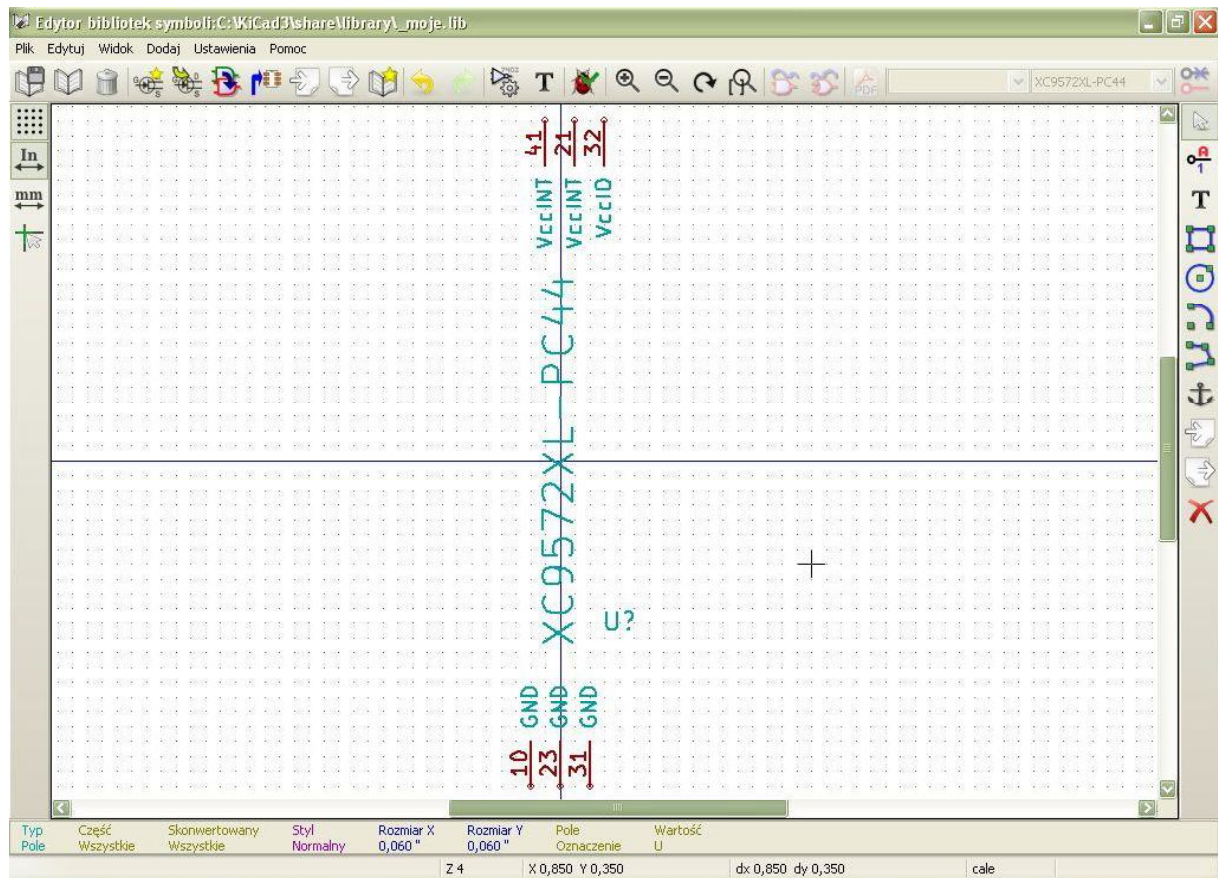 Edytor bibliotek symboli:C:\KiCad3\share\library\_moje.lib
Plik Edytuj Widok Dodaj Ustawienia Pomoc
T PDF XC9572XL-PC44
In
mm
A
1
T
41 21 32
VccINT VccINT VccIO
XC9572XL-PC44
U?
GND GND GND
10 23 31
Typ Część Skonwertowany Styl Rozmiar X Rozmiar Y Pole Wartość
Pole Wszystkie Wszystkie Normalny 0,060 " 0,060 " Oznaczenie U
Z 4 X 0,850 Y 0,350 dx 0,850 dy 0,350 cale